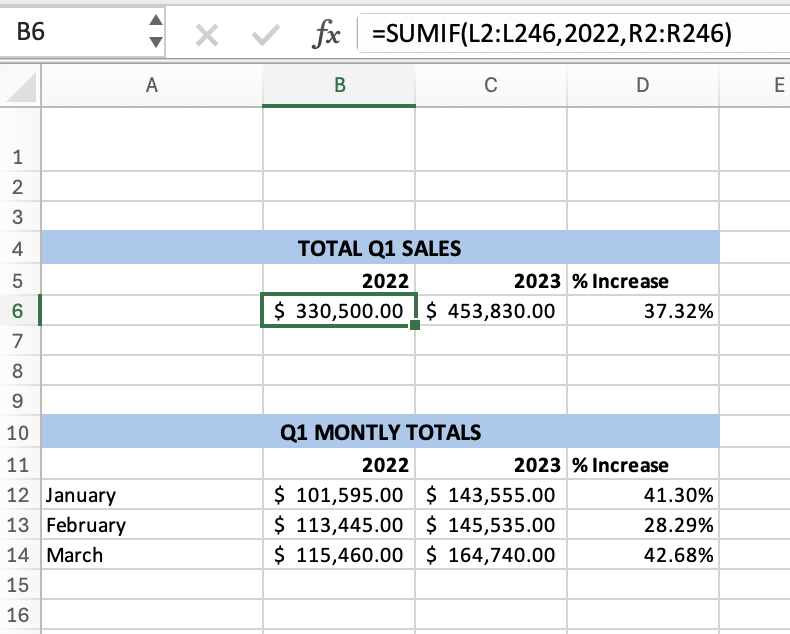 B6 fx =SUMIF(L2:L246,2022,R2:R246)
A B C D E
1
2
3
4 TOTAL Q1 SALES
5 2022 2023 % Increase
6 $ 330,500.00 $ 453,830.00 37.32%
7
8
9
10 Q1 MONTLY TOTALS
11 2022 2023 % Increase
12 January $ 101,595.00 $ 143,555.00 41.30%
13 February $ 113,445.00 $ 145,535.00 28.29%
14 March $ 115,460.00 $ 164,740.00 42.68%
15
16